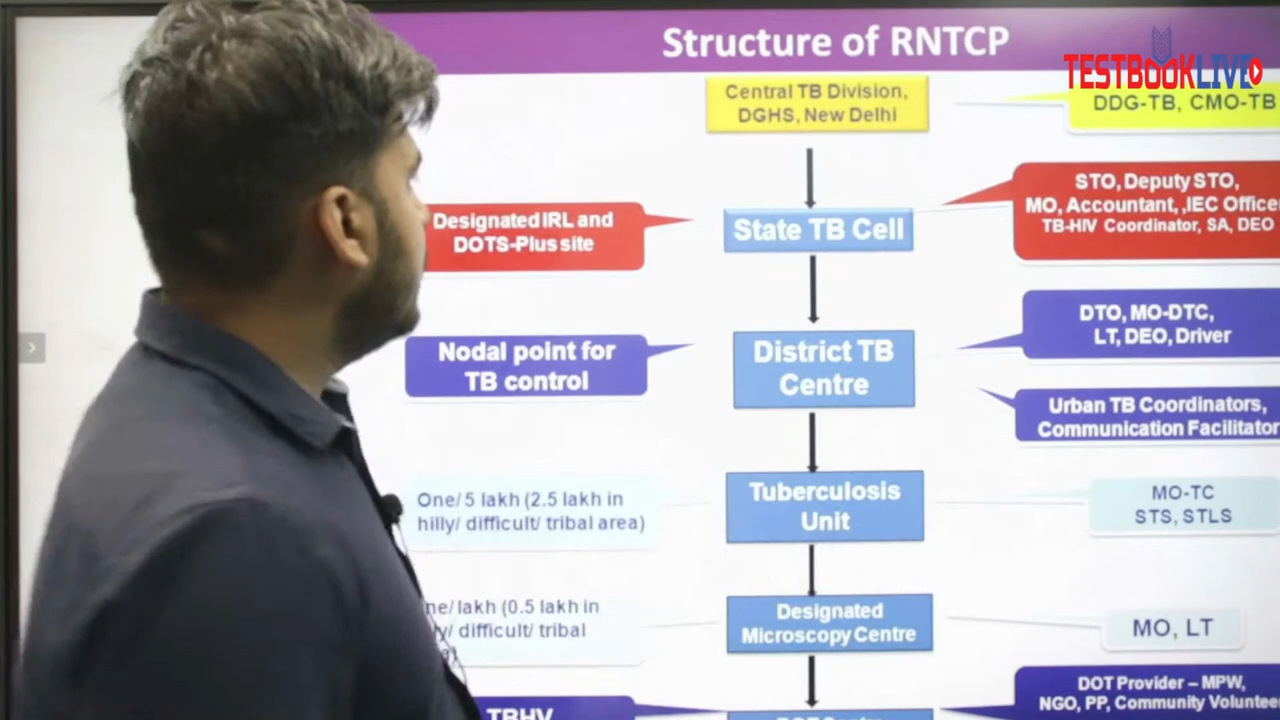 Structure of RNTCP
TESTBOOKLIVE
Central TB Division,
DGHS, New Delhi
DDG-TB, CMO-TB
Designated IRL and
DOTS-Plus site
State TB Cell
STO, Deputy STO,
MO, Accountant, ,IEC Officer
TB-HIV Coordinator, SA, DEO
Nodal point for
TB control
District TB
Centre
DTO, MO-DTC,
LT, DEO, Driver
Urban TB Coordinators,
Communication Facilitator
One/ 5 lakh (2.5 lakh in
hilly/ difficult/ tribal area)
Tuberculosis
Unit
MO-TC
STS, STLS
lakh (0.5 lakh in
difficult/ tribal
Designated
Microscopy Centre
MO, LT
TBHV
DOT Provider – MPW,
NGO, PP, Community